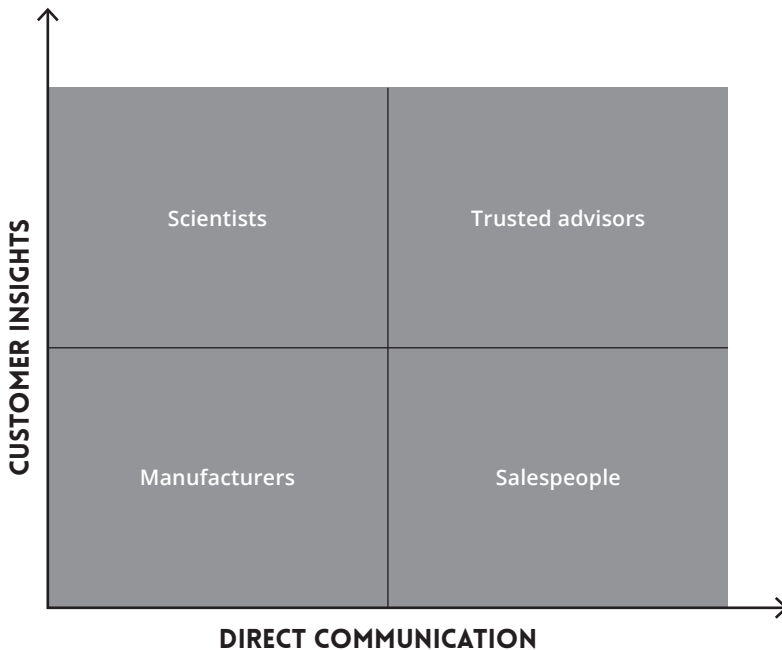 CUSTOMER INSIGHTS
Scientists
Trusted advisors
Manufacturers
Salespeople
DIRECT COMMUNICATION